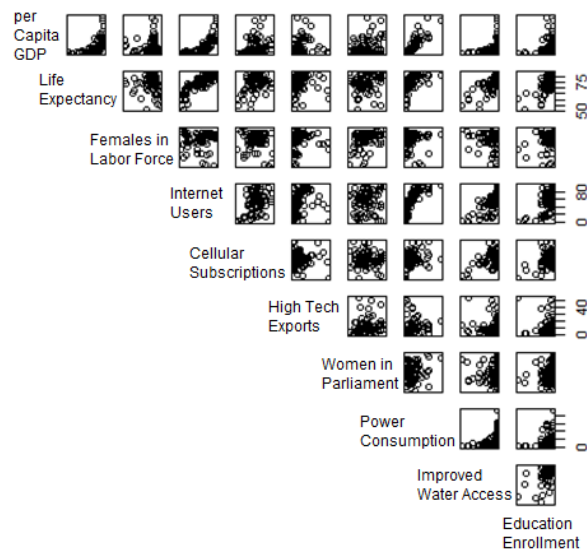 per
Capita
GDP
Life
Expectancy
50 75
Females in
Labor Force
Internet
Users
0 80
Cellular
Subscriptions
High Tech
Exports
0 40
Women in
Parliament
Power
Consumption
0
Improved
Water Access
Education
Enrollment